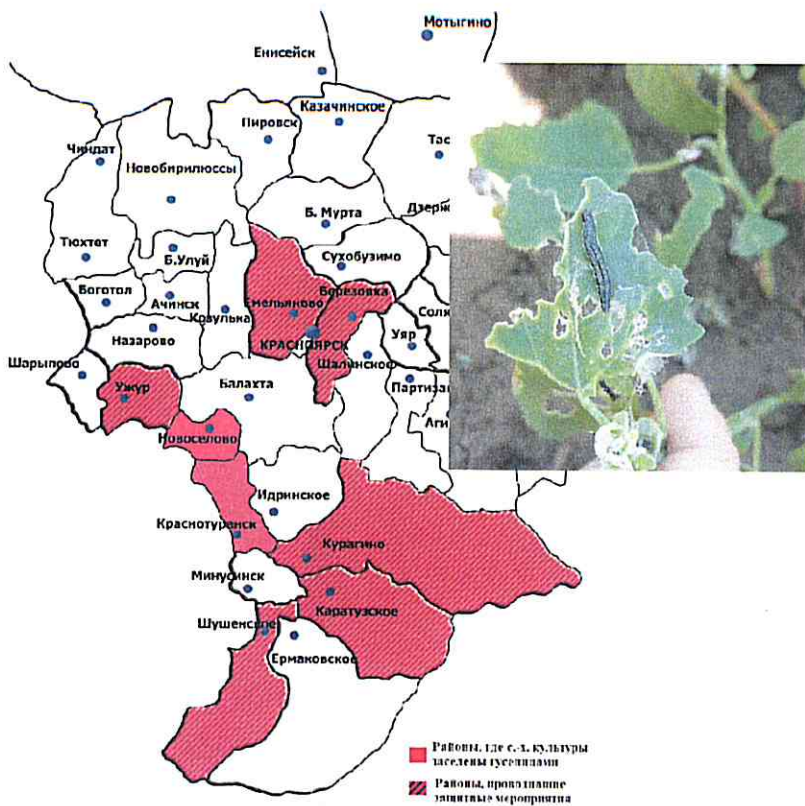 Мотыгино
Енисейск
Казачинское
Пировск
Тас
Чиндат
Новобирилюссы
Дзерж
Б. Мурта
Тюхтет
Б.Улуй
Сухобузимо
Боготол
Ачинск
Козулька
Емельяново
Березовка
Солж
Назарово
КРАСНОЯРСК
Уяр
Шарыпово
Шалинское
Ужур
Балахта
Партизан
Аги
Новоселово
Идринское
Краснотуранск
Курагино
Минусинск
Каратузское
Шушенское
Ермаковское
Районы, где с.-х. культуры
заселены гусеницами
Районы, проводившие
защитные мероприятия